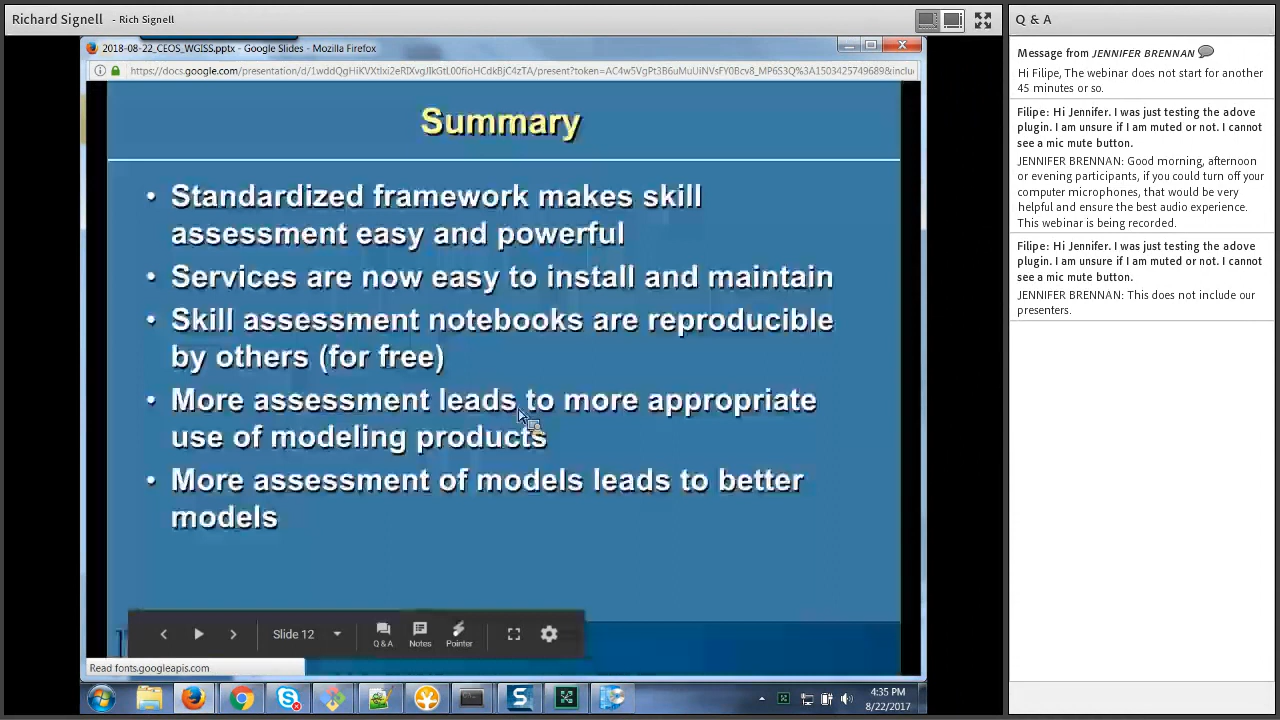 Richard Signell - Rich Signell
2018-08-22_CEOS_WGISS.pptx - Google Slides - Mozilla Firefox
Summary
• Standardized framework makes skill
assessment easy and powerful
• Services are now easy to install and maintain
• Skill assessment notebooks are reproducible
by others (for free)
• More assessment leads to more appropriate
use of modeling products
• More assessment of models leads to better
models
Slide 12
Q & A Notes Pointer
Read fonts.googleapis.com
4:35 PM
8/22/2017
Q & A
Message from JENNIFER BRENNAN
Hi Filipe, The webinar does not start for another
45 minutes or so.
Filipe: Hi Jennifer. I was just testing the adove
plugin. I am unsure if I am muted or not. I cannot
see a mic mute button.
JENNIFER BRENNAN: Good morning, afternoon
or evening participants, if you could turn off your
computer microphones, that would be very
helpful and ensure the best audio experience.
This webinar is being recorded.
Filipe: Hi Jennifer. I was just testing the adove
plugin. I am unsure if I am muted or not. I cannot
see a mic mute button.
JENNIFER BRENNAN: This does not include our
presenters.